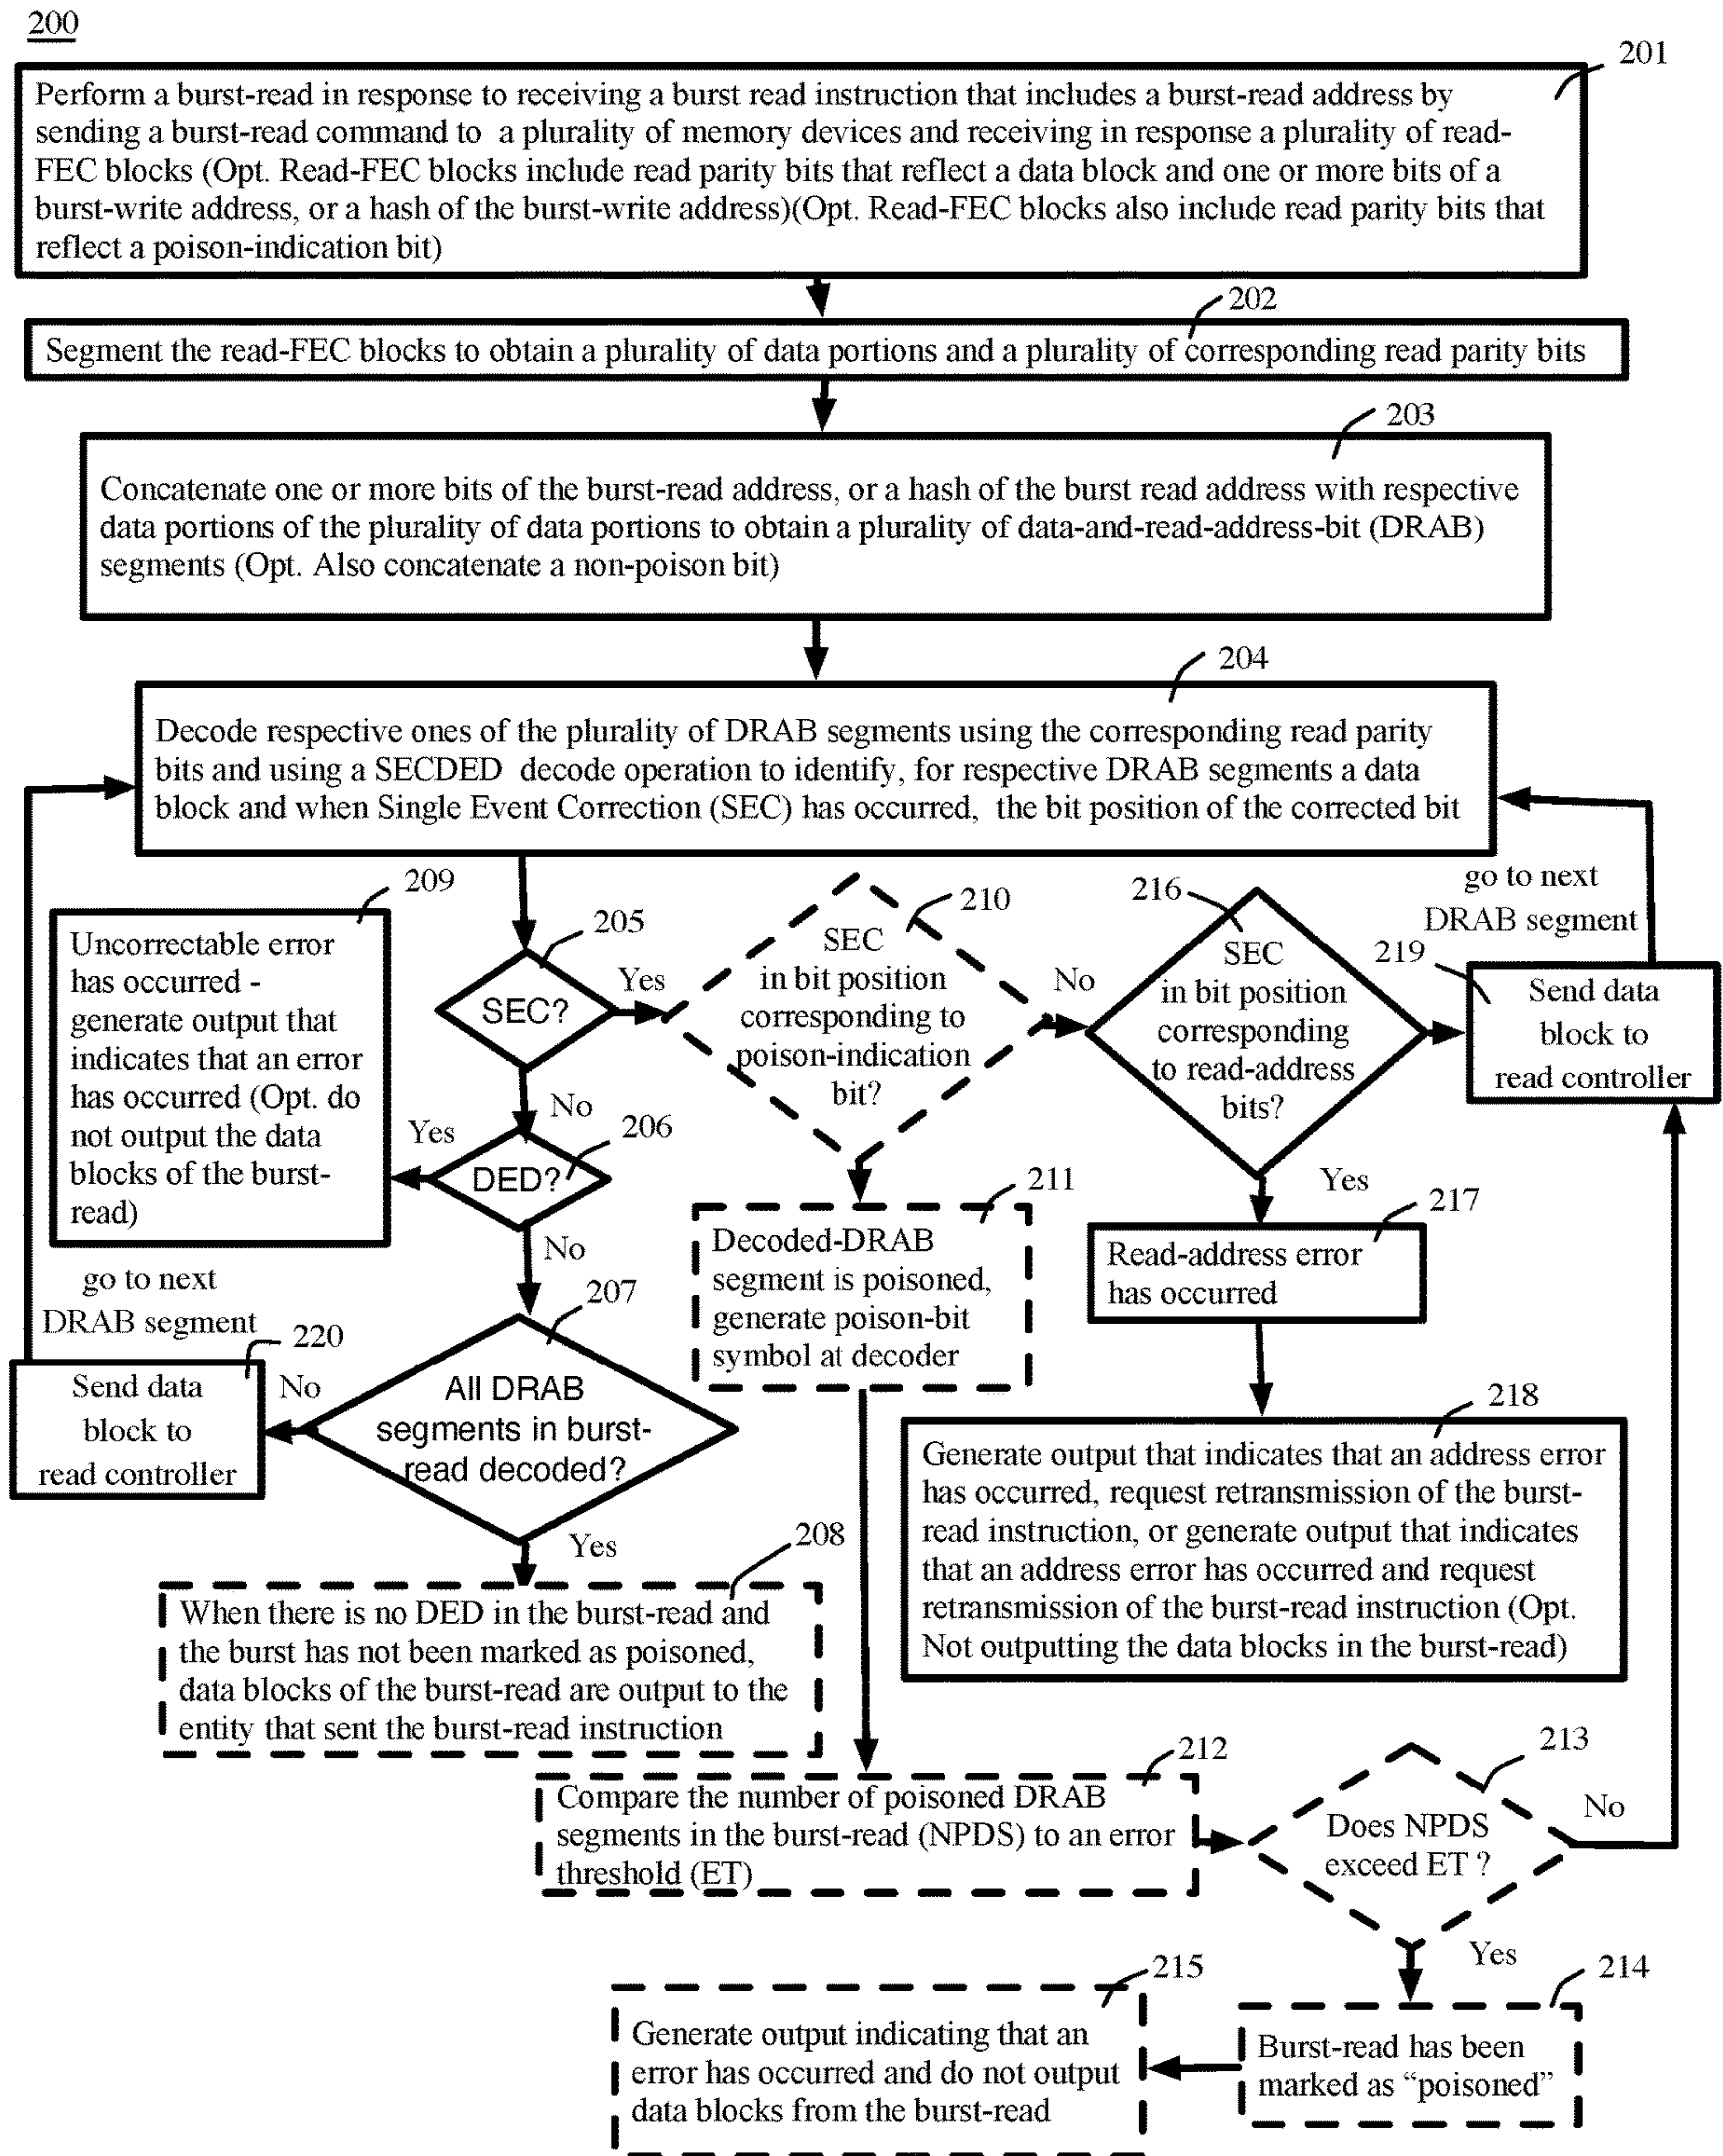 200
201
Perform a burst-read in response to receiving a burst read instruction that includes a burst-read address by
sending a burst-read command to a plurality of memory devices and receiving in response a plurality of read-
FEC blocks (Opt. Read-FEC blocks include read parity bits that reflect a data block and one or more bits of a
burst-write address, or a hash of the burst-write address)(Opt. Read-FEC blocks also include read parity bits that
reflect a poison-indication bit)
202
Segment the read-FEC blocks to obtain a plurality of data portions and a plurality of corresponding read parity bits
203
Concatenate one or more bits of the burst-read address, or a hash of the burst read address with respective
data portions of the plurality of data portions to obtain a plurality of data-and-read-address-bit (DRAB)
segments (Opt. Also concatenate a non-poison bit)
204
Decode respective ones of the plurality of DRAB segments using the corresponding read parity
bits and using a SECDED decode operation to identify, for respective DRAB segments a data
block and when Single Event Correction (SEC) has occurred, the bit position of the corrected bit
209
Uncorrectable error
has occurred -
generate output that
indicates that an error
has occurred (Opt. do
not output the data
blocks of the burst-
read)
205
SEC?
Yes
No
210
SEC
in bit position
corresponding to
poison-indication
bit?
No
216
SEC
in bit position
corresponding
to read-address
bits?
Yes
go to next
DRAB segment
219
Send data
block to
read controller
206
DED?
Yes
No
211
Decoded-DRAB
segment is poisoned,
generate poison-bit
symbol at decoder
217
Read-address error
has occurred
go to next
DRAB segment
220
Send data
block to
read controller
207
All DRAB
segments in burst-
read decoded?
No
Yes
218
Generate output that indicates that an address error
has occurred, request retransmission of the burst-
read instruction, or generate output that indicates
that an address error has occurred and request
retransmission of the burst-read instruction (Opt.
Not outputting the data blocks in the burst-read)
208
When there is no DED in the burst-read and
the burst has not been marked as poisoned,
data blocks of the burst-read are output to the
entity that sent the burst-read instruction
212
Compare the number of poisoned DRAB
segments in the burst-read (NPDS) to an error
threshold (ET)
213
Does NPDS
exceed ET ?
No
Yes
214
Burst-read has been
marked as “poisoned”
215
Generate output indicating that an
error has occurred and do not output
data blocks from the burst-read